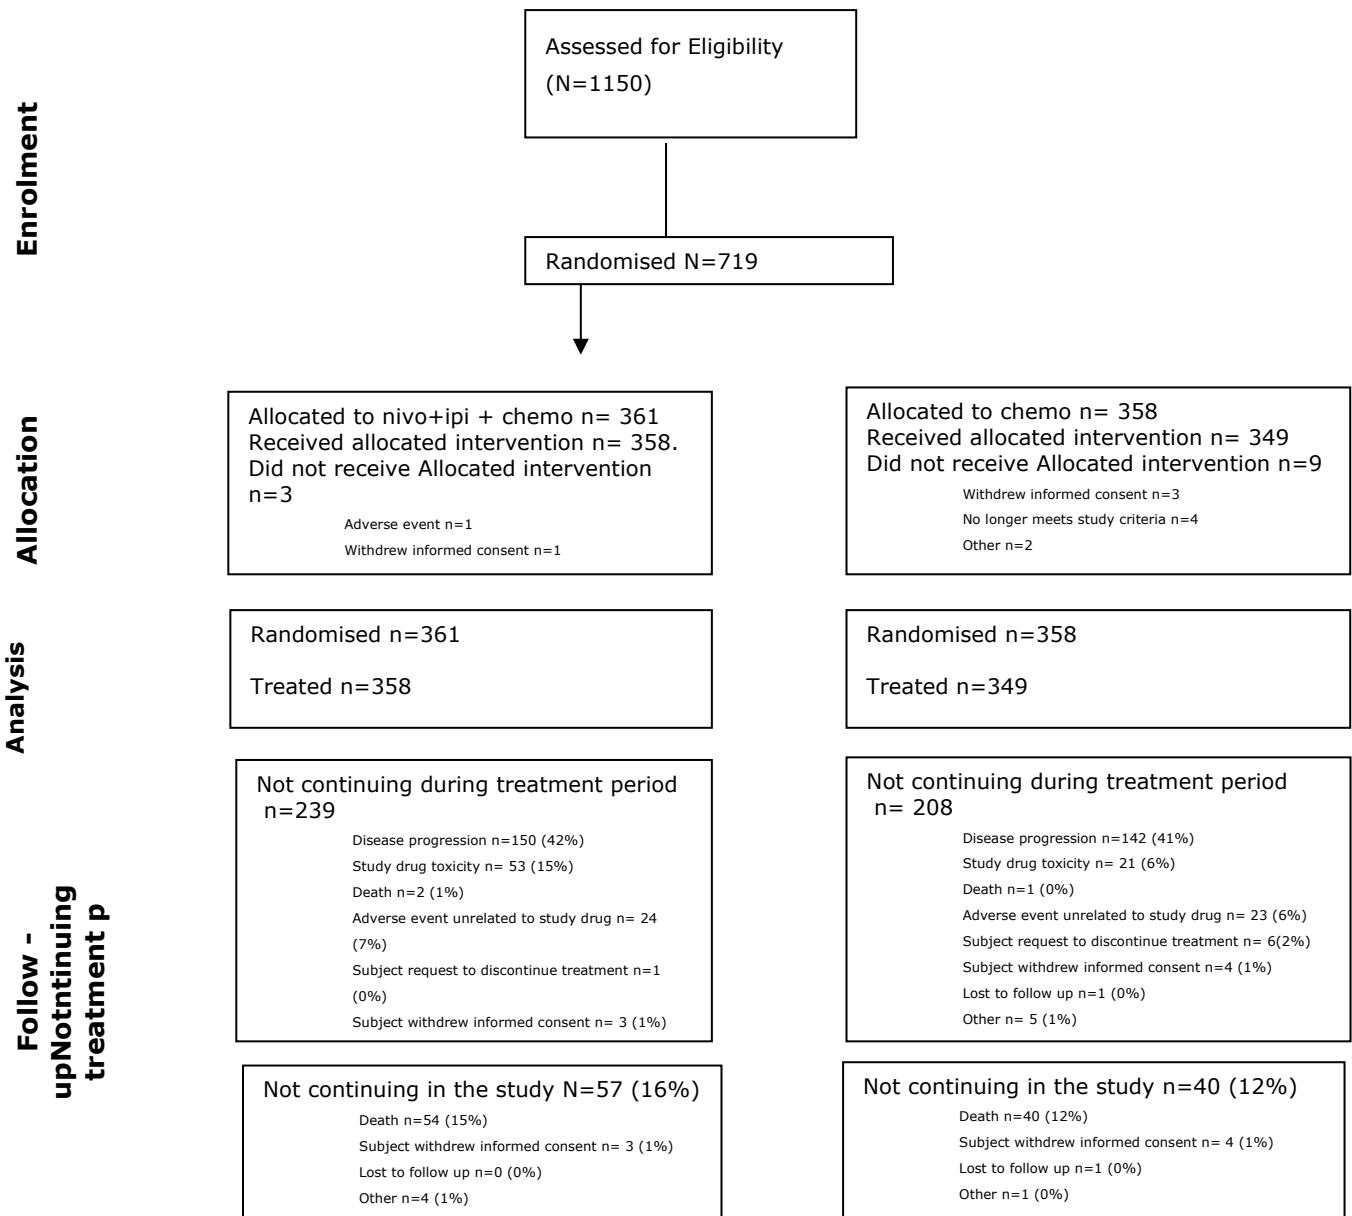 Enrolment
Assessed for Eligibility
(N=1150)
Randomised N=719
Allocation
Allocated to nivo+ipi + chemo n= 361
Received allocated intervention n= 358.
Did not receive Allocated intervention
n=3
Adverse event n=1
Withdrew informed consent n=1
Allocated to chemo n= 358
Received allocated intervention n= 349
Did not receive Allocated intervention n=9
Withdrew informed consent n=3
No longer meets study criteria n=4
Other n=2
Analysis
Randomised n=361
Treated n=358
Randomised n=358
Treated n=349
Follow -
upNotntinuing
treatment p
Not continuing during treatment period
n=239
Disease progression n=150 (42%)
Study drug toxicity n= 53 (15%)
Death n=2 (1%)
Adverse event unrelated to study drug n= 24
(7%)
Subject request to discontinue treatment n=1
(0%)
Subject withdrew informed consent n= 3 (1%)
Not continuing during treatment period
n= 208
Disease progression n=142 (41%)
Study drug toxicity n= 21 (6%)
Death n=1 (0%)
Adverse event unrelated to study drug n= 23 (6%)
Subject request to discontinue treatment n= 6(2%)
Subject withdrew informed consent n=4 (1%)
Lost to follow up n=1 (0%)
Other n= 5 (1%)
Not continuing in the study N=57 (16%)
Death n=54 (15%)
Subject withdrew informed consent n= 3 (1%)
Lost to follow up n=0 (0%)
Other n=4 (1%)
Not continuing in the study n=40 (12%)
Death n=40 (12%)
Subject withdrew informed consent n= 4 (1%)
Lost to follow up n=1 (0%)
Other n=1 (0%)